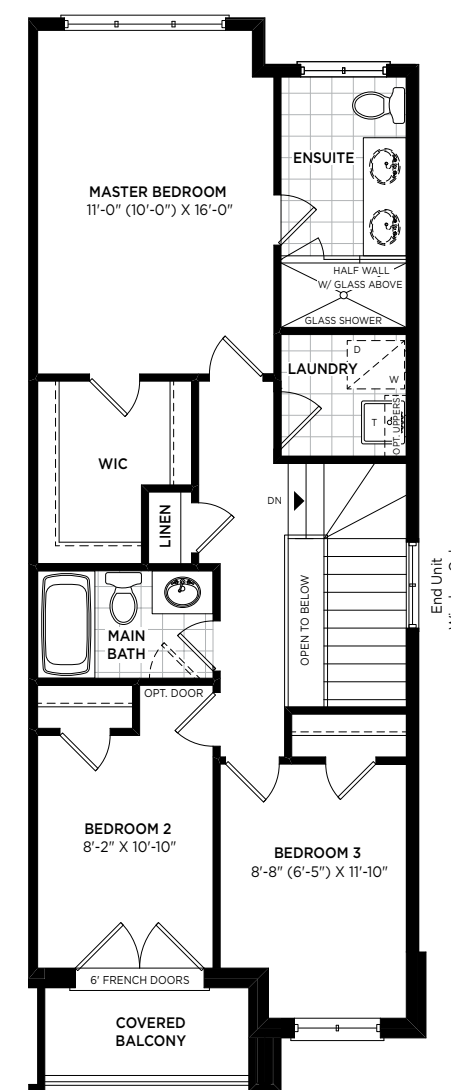 ENSUITE
MASTER BEDROOM
11'-0" (10'-0") X 16'-0"
HALF WALL
W/ GLASS ABOVE
GLASS SHOWER
D
LAUNDRY
W
T
OPT. UPPERS
WIC
DN
LINEN
End Unit
OPEN TO BELOW
MAIN
BATH
OPT. DOOR
BEDROOM 2
8'-2" X 10'-10"
BEDROOM 3
8'-8" (6'-5") X 11'-10"
6' FRENCH DOORS
COVERED
BALCONY